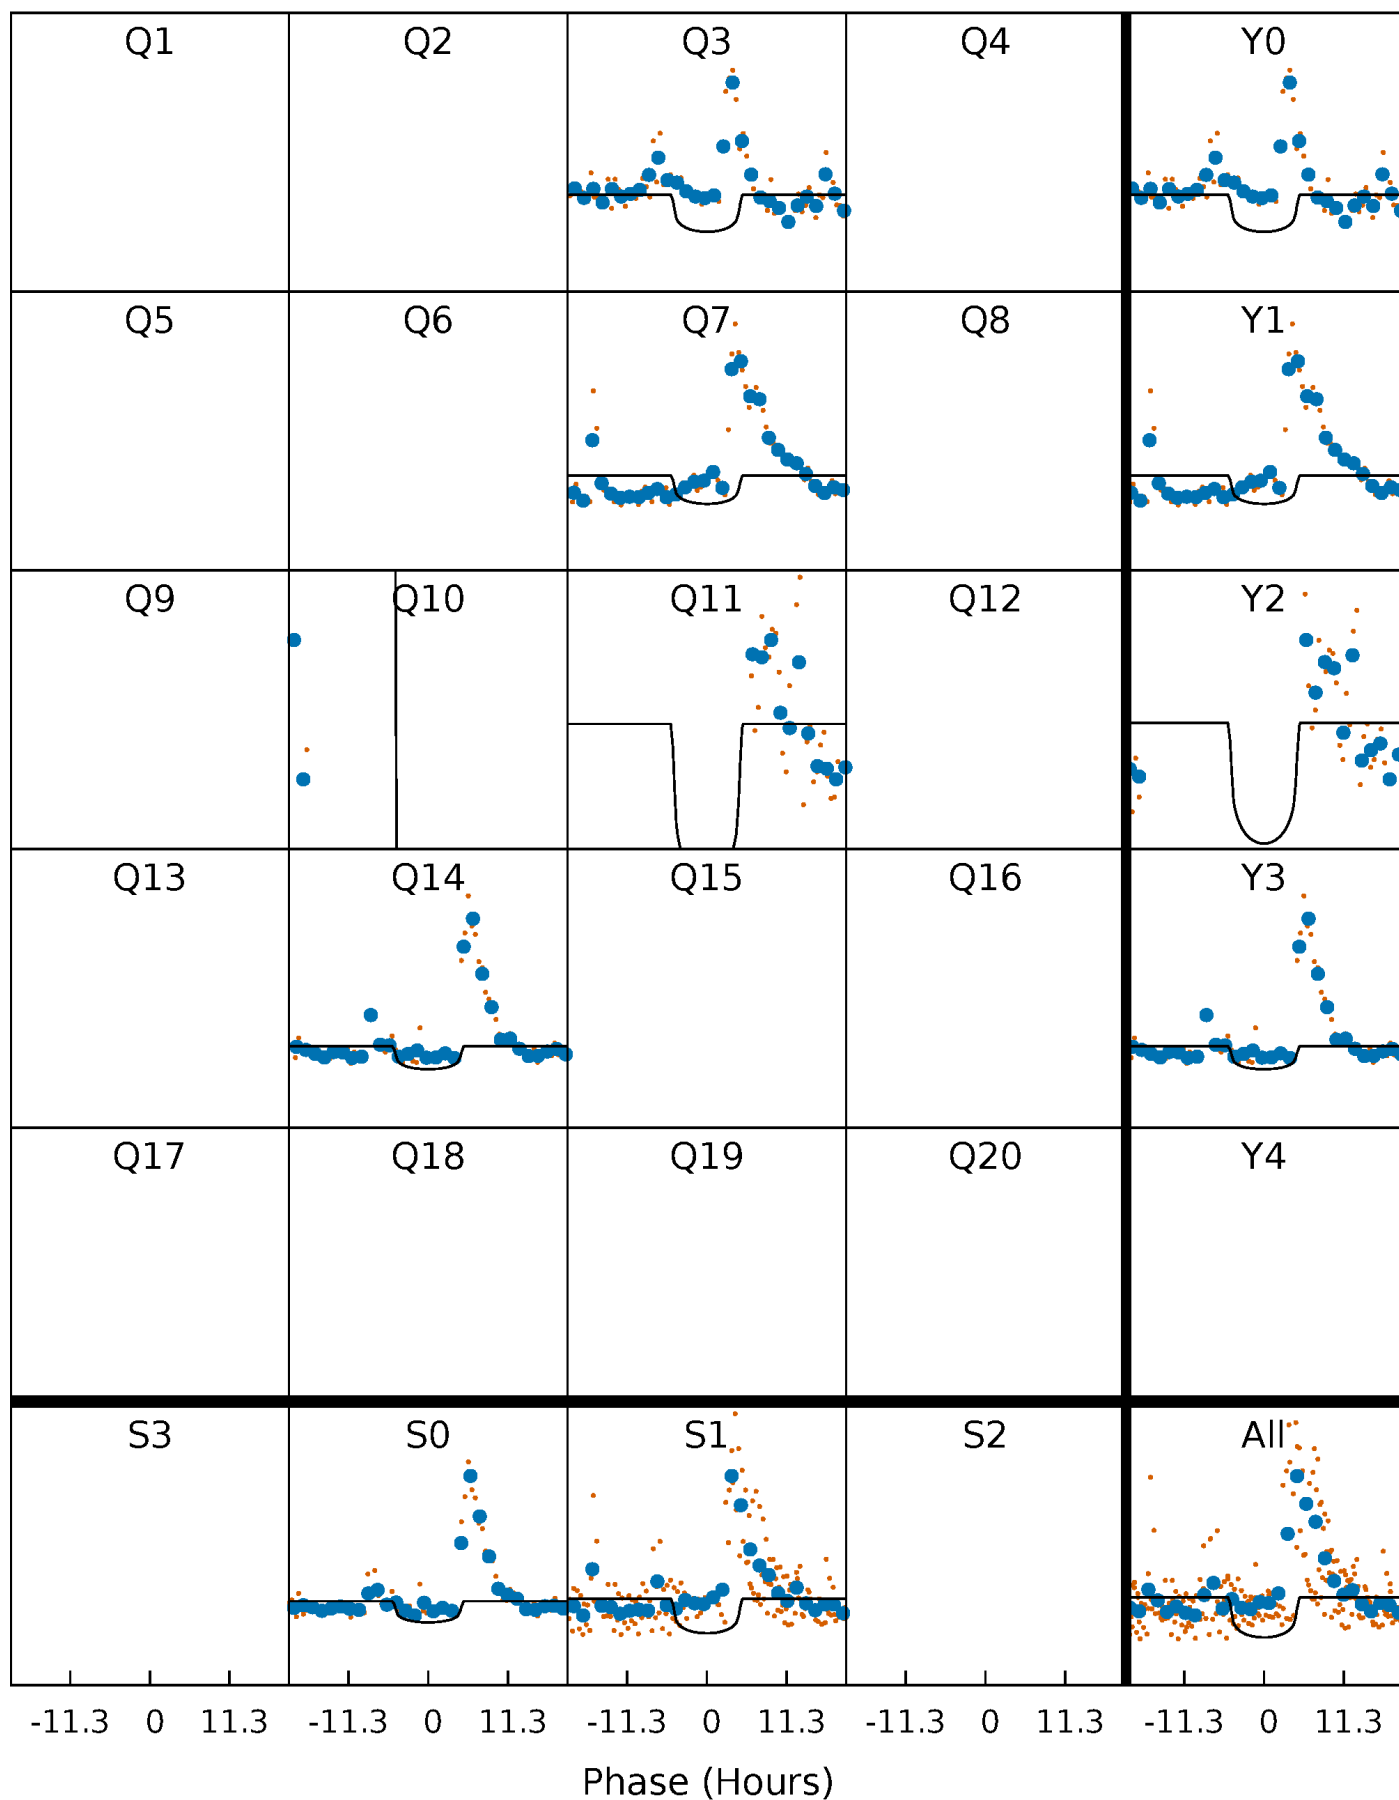 Q1 Q2 Q3 Q4 Y0
Q5 Q6 Q7 Q8 Y1
Q9 Q10 Q11 Q12 Y2
Q13 Q14 Q15 Q16 Y3
Q17 Q18 Q19 Q20 Y4
S3 S0 S1 S2 All
-11.3 0 11.3 -11.3 0 11.3 -11.3 0 11.3 -11.3 0 11.3 -11.3 0 11.3
Phase (Hours)